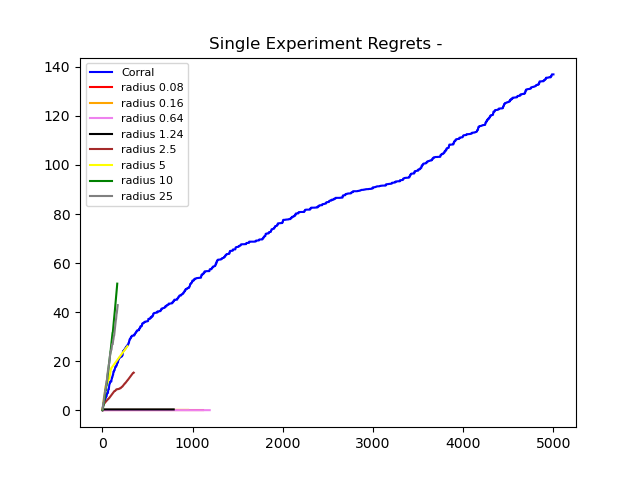 Single Experiment Regrets -
140
120
100
80
60
40
20
0
Corral
radius 0.08
radius 0.16
radius 0.64
radius 1.24
radius 2.5
radius 5
radius 10
radius 25
0 1000 2000 3000 4000 5000